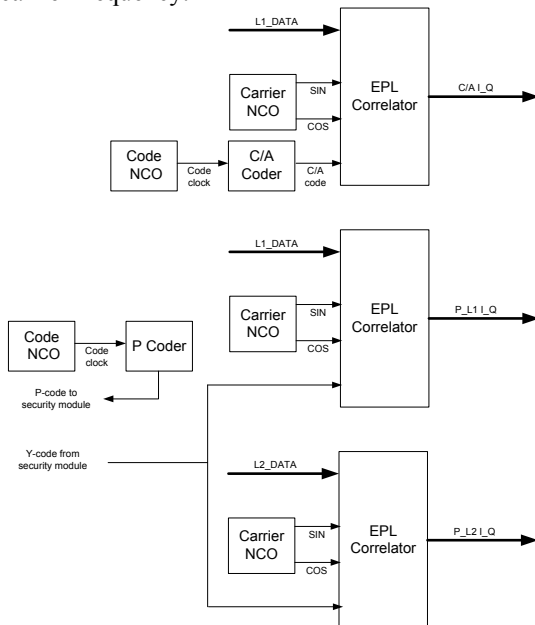 L1_DATA
EPL
Correlator
Carrier
NCO
SIN
COS
C/A I_Q
Code
NCO
Code
clock
C/A
Coder
C/A
code
L1_DATA
EPL
Correlator
Carrier
NCO
SIN
COS
P_L1 I_Q
Code
NCO
Code
clock
P Coder
P-code to
security module
Y-code from
security module
L2_DATA
EPL
Correlator
Carrier
NCO
SIN
COS
P_L2 I_Q